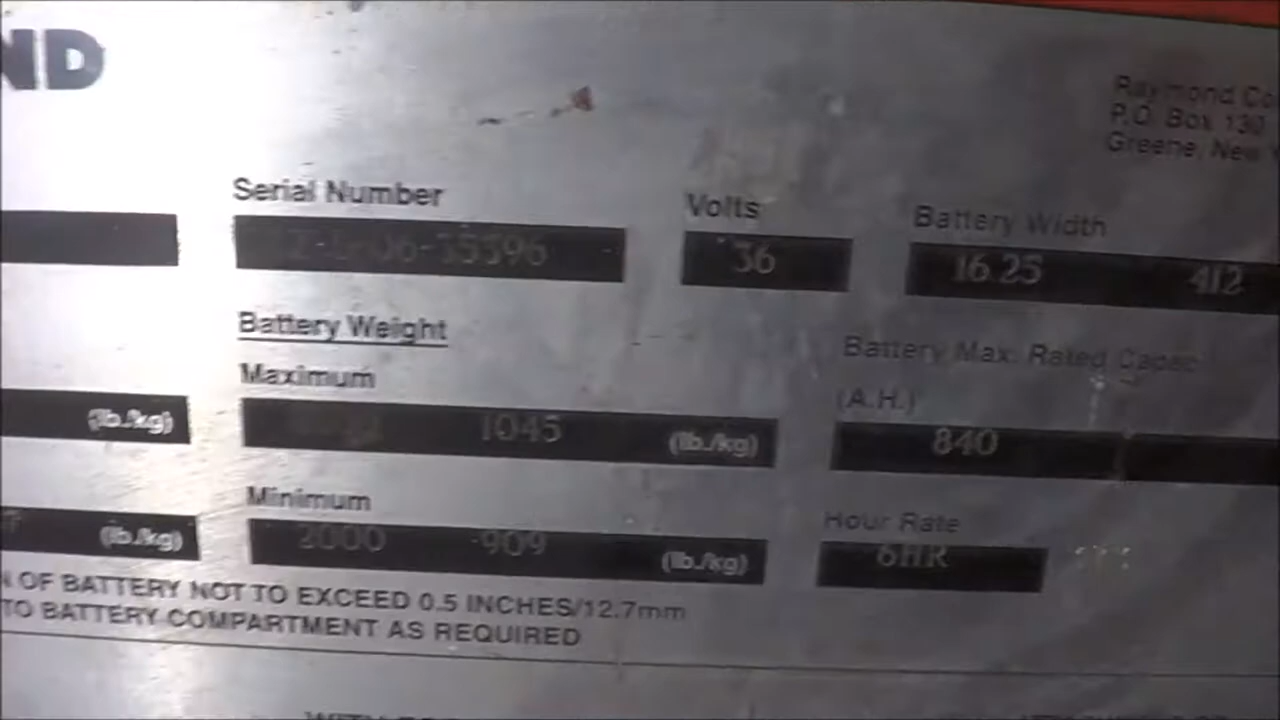 ND
Raymond Co
P.O. Box 130
Greene, New
Serial Number
Volts
Battery Width
36
16.25 412
Battery Weight
Maximum
Battery Max. Rated Capac
(A.H.)
(lb./kg)
1045 (lb./kg)
840
Minimum
Hour Rate
(lb./kg)
2000 909 (lb./kg)
6HR
N OF BATTERY NOT TO EXCEED 0.5 INCHES/12.7mm
TO BATTERY COMPARTMENT AS REQUIRED